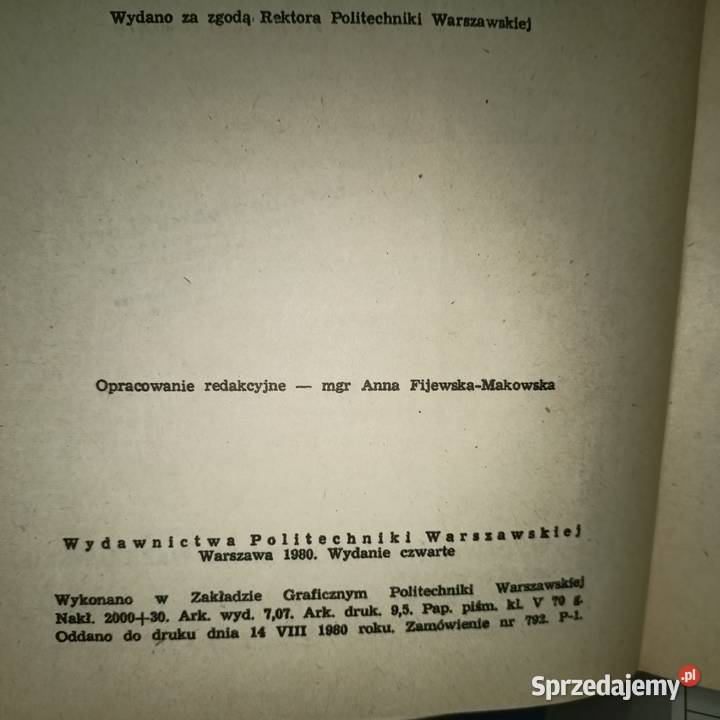 Wydano za zgodą Rektora Politechniki Warszawskiej
Opracowanie redakcyjne — mgr Anna Fijewska-Makowska
Wydawnictwa Politechniki Warszawskiej
Warszawa 1980. Wydanie czwarte
Wykonano w Zakładzie Graficznym Politechniki Warszawskiej
Nakł. 2000+30. Ark. wyd. 7,07. Ark. druk. 9,5. Pap. piśm. kl. V 70 g.
Oddano do druku dnia 14 VIII 1980 roku. Zamówienie nr 792. P-1.
Sprzedajemy.pl